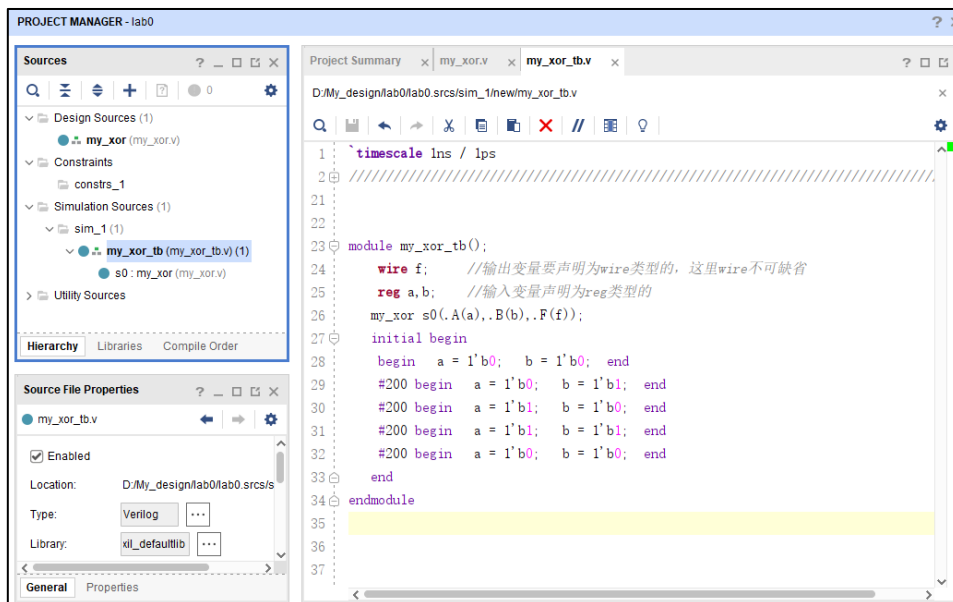 PROJECT MANAGER - lab0
?
Sources
? _
0
Design Sources (1)
my_xor (my_xor.v)
Constraints
constrs_1
Simulation Sources (1)
sim_1 (1)
my_xor_tb (my_xor_tb.v) (1)
s0 : my_xor (my_xor.v)
Utility Sources
Hierarchy Libraries Compile Order
Source File Properties
? _
my_xor_tb.v
Enabled
Location: D:/My_design/lab0/lab0.srcs/s
Type: Verilog ...
Library: xil_defaultlib ...
General Properties
Project Summary × my_xor.v × my_xor_tb.v ×
?
D:/My_design/lab0/lab0.srcs/sim_1/new/my_xor_tb.v
1 `timescale 1ns / 1ps
2 //////////////////////////////////////////////////////////////////////////////
21
22
23 module my_xor_tb();
24 wire f; //输出变量要声明为wire类型的，这里wire不可缺省
25 reg a,b; //输入变量声明为reg类型的
26 my_xor s0(.A(a),.B(b),.F(f));
27 initial begin
28 begin a = 1'b0; b = 1'b0; end
29 #200 begin a = 1'b0; b = 1'b1; end
30 #200 begin a = 1'b1; b = 1'b0; end
31 #200 begin a = 1'b1; b = 1'b1; end
32 #200 begin a = 1'b0; b = 1'b0; end
33 end
34 endmodule
35
36
37